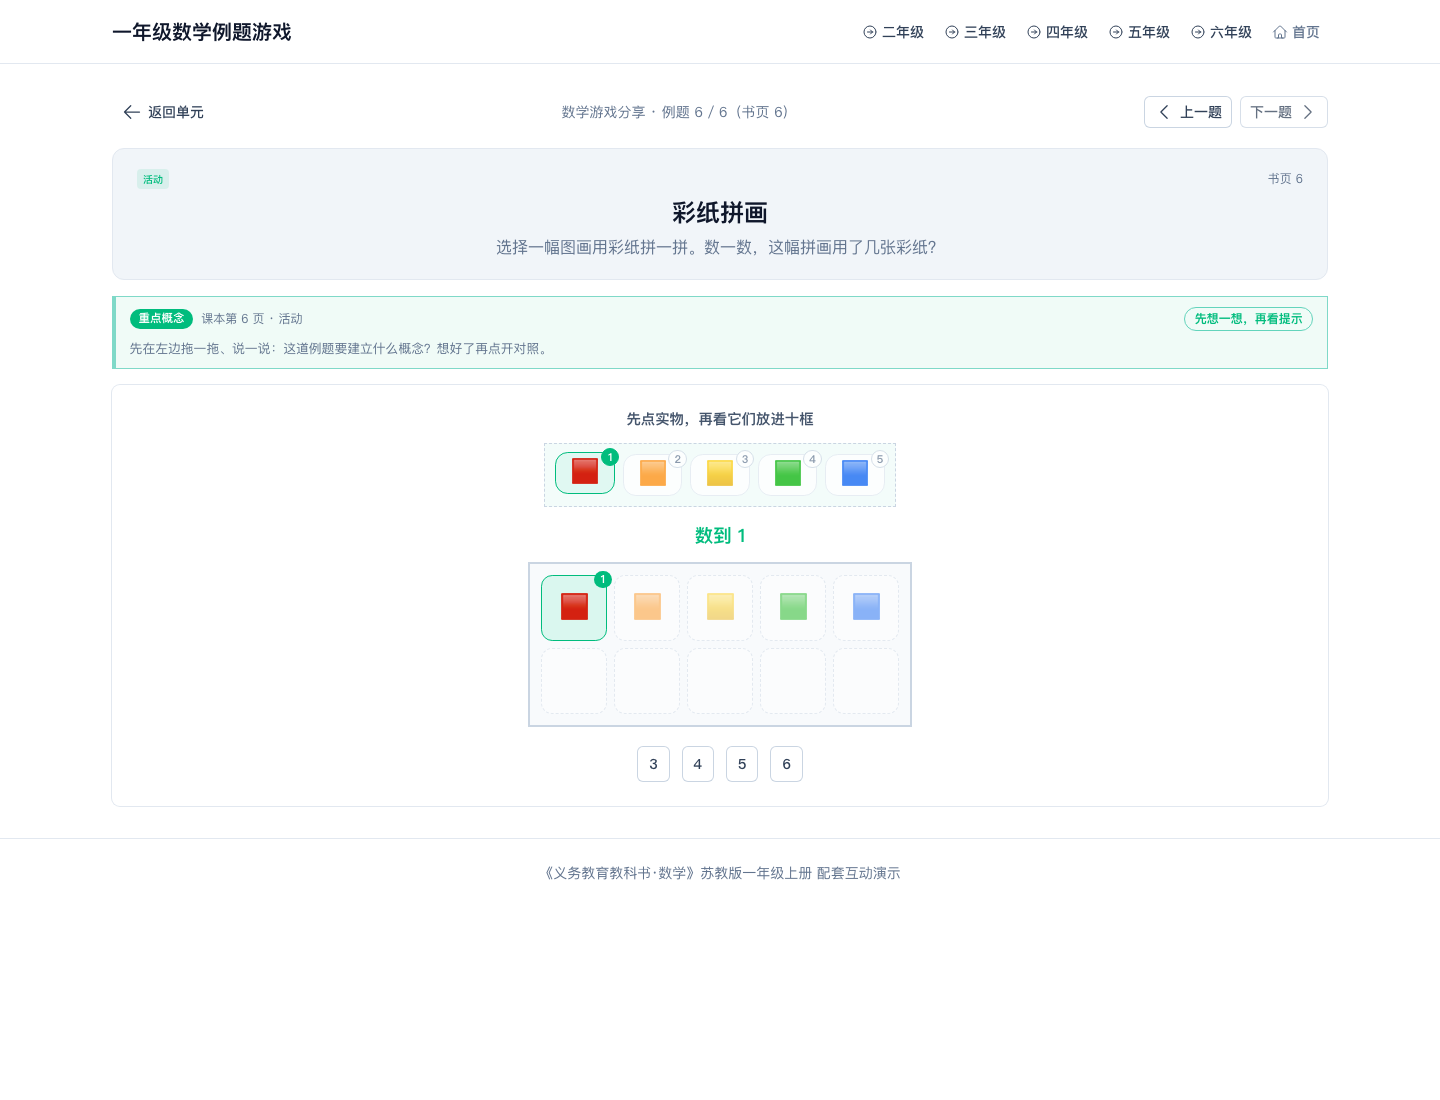 一年级数学例题游戏
二年级 三年级 四年级 五年级 六年级 首页
返回单元
数学游戏分享 · 例题 6 / 6（书页 6）
上一题 下一题
活动
书页 6
彩纸拼画
选择一幅图画用彩纸拼一拼。数一数，这幅拼画用了几张彩纸？
重点概念 课本第 6 页 · 活动
先想一想，再看提示
先在左边拖一拖、说一说：这道例题要建立什么概念？想好了再点开对照。
先点实物，再看它们放进十框
1 2 3 4 5
数到 1
1
3 4 5 6
《义务教育教科书·数学》苏教版一年级上册 配套互动演示